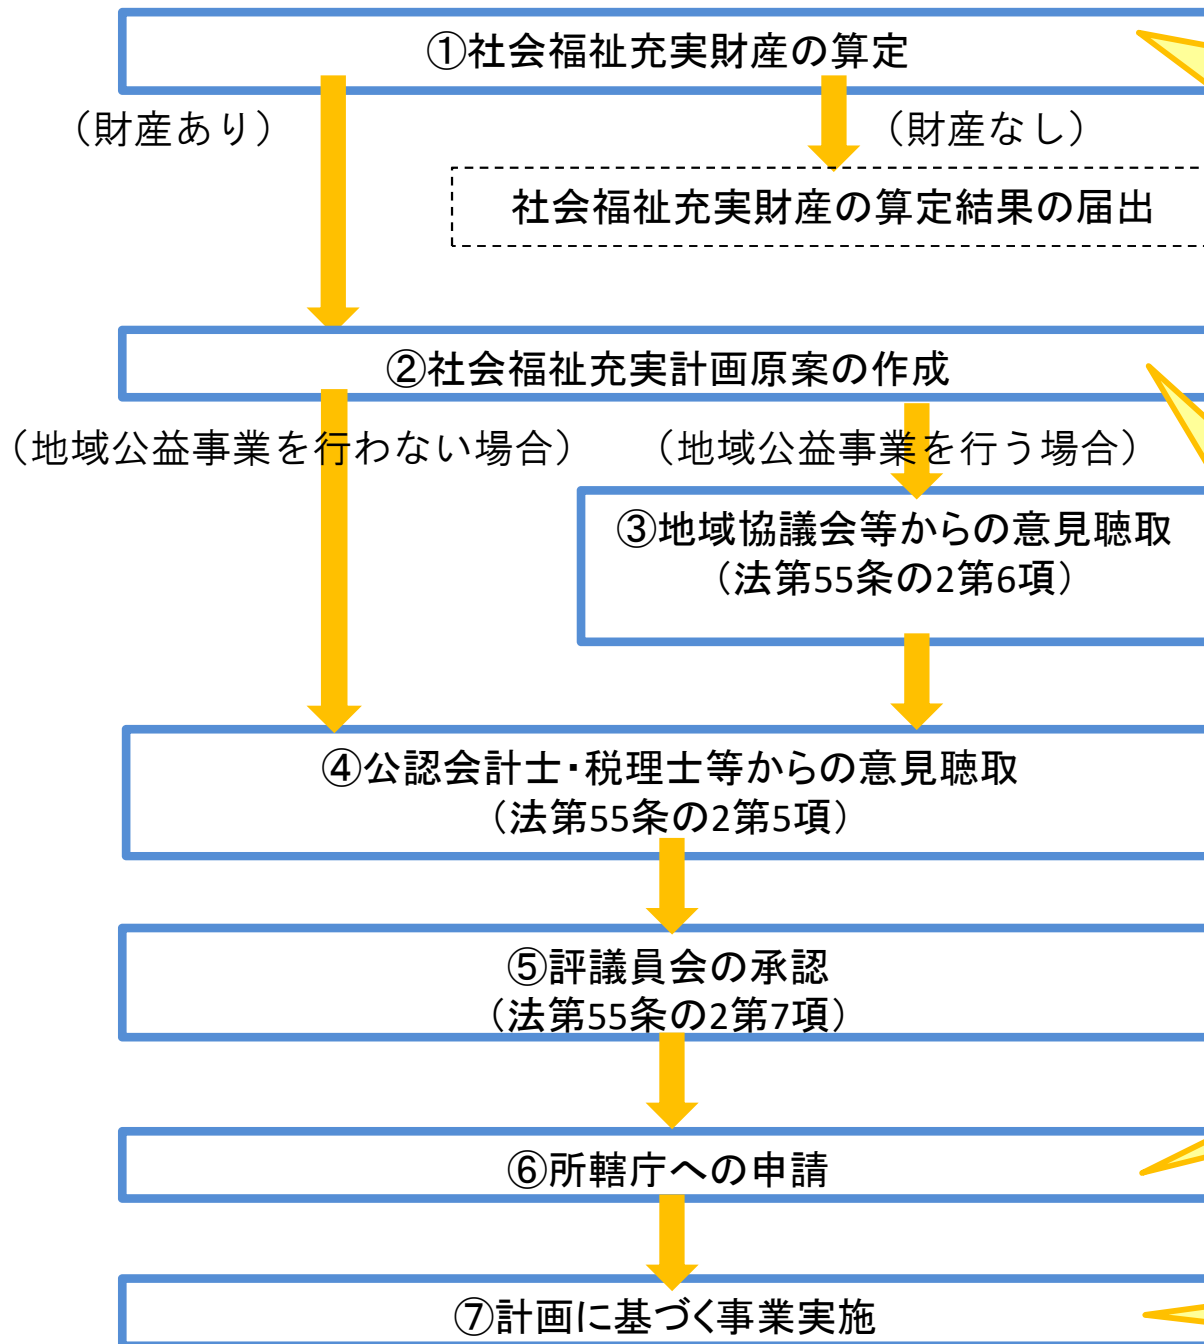 ①社会福祉充実財産の算定
（財産あり）
（財産なし）
社会福祉充実財産の算定結果の届出
②社会福祉充実計画原案の作成
（地域公益事業を行わない場合）
（地域公益事業を行う場合）
③地域協議会等からの意見聴取
（法第55条の2第6項）
④公認会計士・税理士等からの意見聴取
（法第55条の2第5項）
⑤評議員会の承認
（法第55条の2第7項）
⑥所轄庁への申請
⑦計画に基づく事業実施